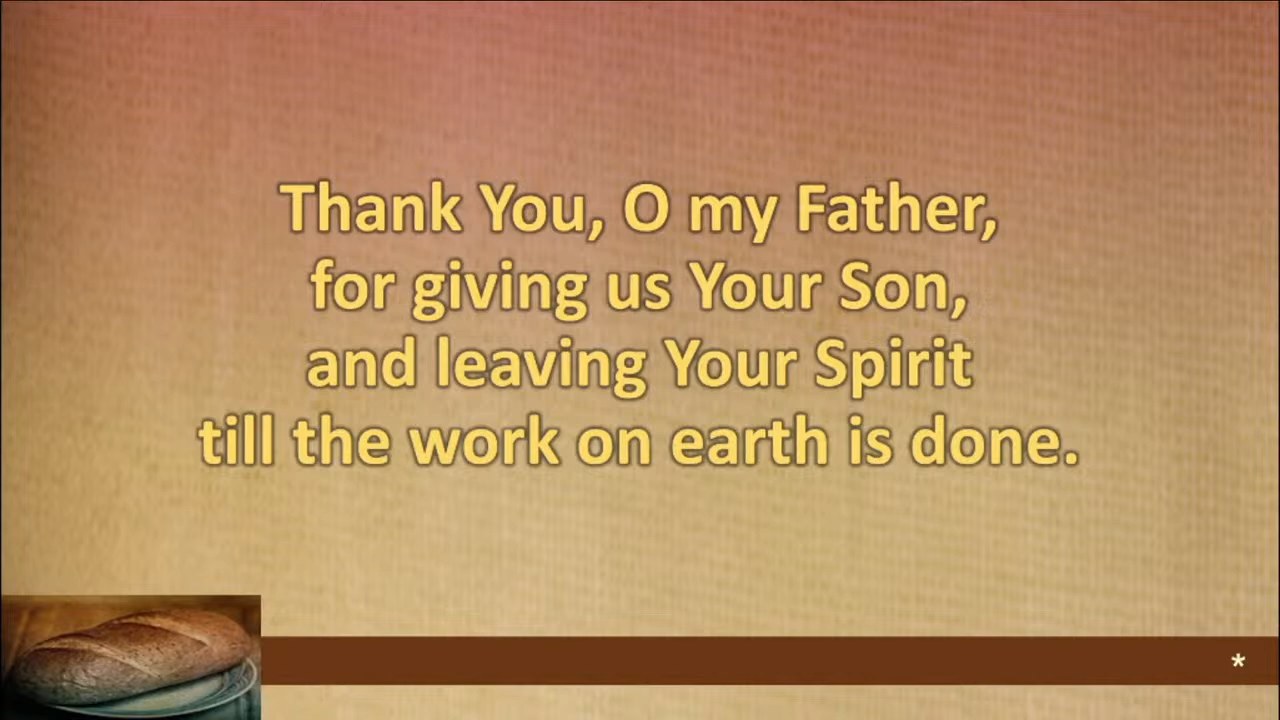 Thank You, O my Father,
for giving us Your Son,
and leaving Your Spirit
till the work on earth is done.
*